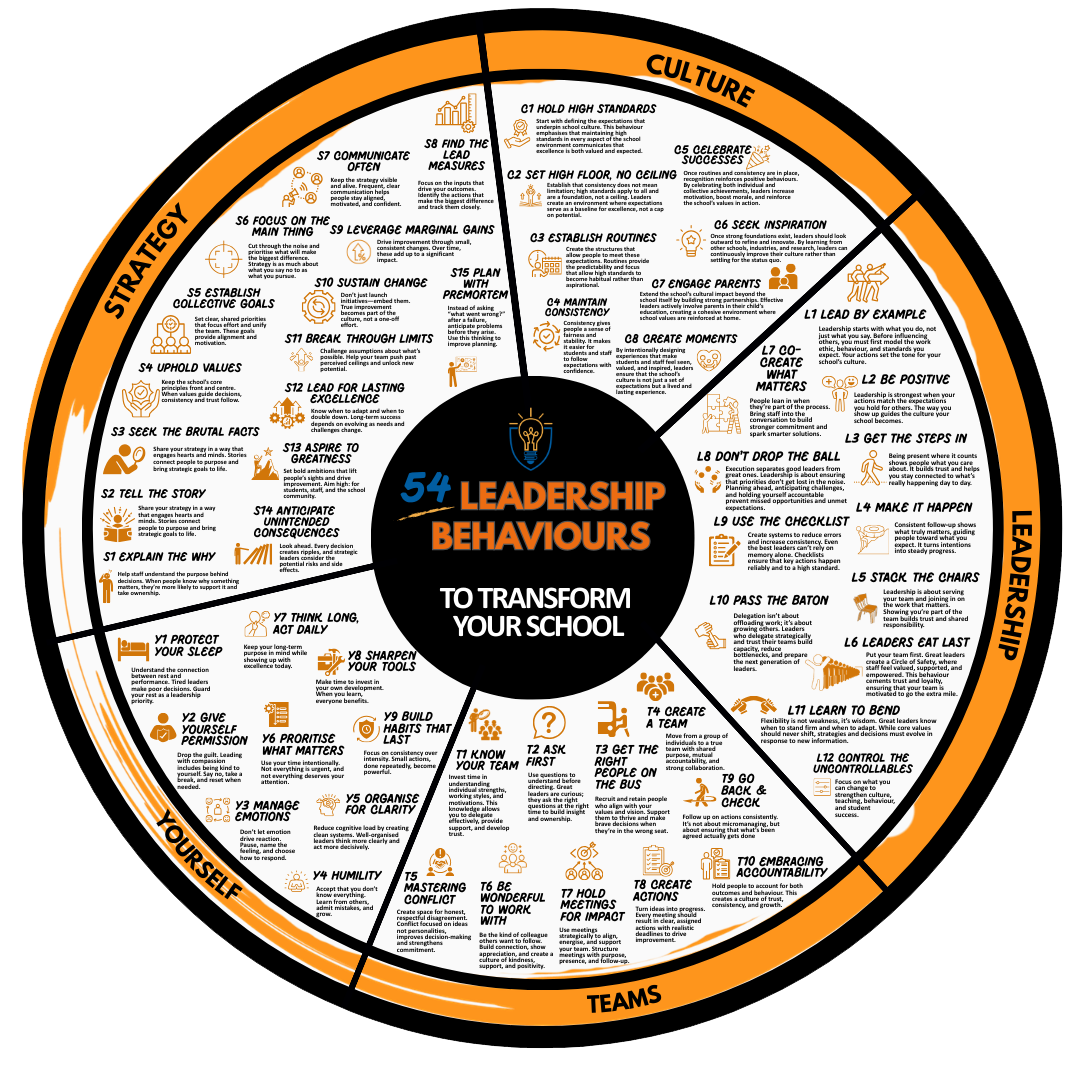 CULTURE
C1 HOLD HIGH STANDARDS
Start with defining the expectations that
underpin school culture. This behaviour
emphasises that maintaining high
standards in every aspect of the school
environment communicates that
excellence is both valued and expected.
C2 SET HIGH FLOOR, NO CEILING
Establish that consistency does not mean
limitation; high standards apply to all and
are a foundation, not a ceiling. Leaders
create an environment where expectations
serve as a baseline for excellence, not a cap
on potential.
C3 ESTABLISH ROUTINES
Create the structures that
allow people to meet these
expectations. Routines provide
the predictability and focus
that allow high standards to
become habitual rather than
aspirational.
C4 MAINTAIN
CONSISTENCY
Consistency gives
people a sense of
fairness and
stability. It makes
it easier for
students and staff
to follow
expectations with
confidence.
C5 CELEBRATE
SUCCESSES
Once routines and consistency are in place,
recognition reinforces positive behaviours.
By celebrating both individual and
collective achievements, leaders increase
motivation, boost morale, and reinforce
the school's values in action.
C6 SEEK INSPIRATION
Once strong foundations exist, leaders should look
outward to refine and innovate. By learning from
other schools, industries, and research, leaders can
continuously improve their culture rather than
settling for the status quo.
C7 ENGAGE PARENTS
Extend the school's cultural impact beyond the
school itself by building strong partnerships. Effective
leaders actively involve parents in their child's
education, creating a cohesive environment where
school values are reinforced at home.
C8 CREATE MOMENTS
By intentionally designing
experiences that make
students and staff feel seen,
valued, and inspired, leaders
ensure that the school's
culture is not just a set of
expectations but a lived and
lasting experience.
LEADERSHIP
L1 LEAD BY EXAMPLE
Leadership starts with what you do, not
just what you say. Before influencing
others, you must first model the work
ethic, behaviour, and standards you
expect. Your actions set the tone for your
school's culture.
L2 BE POSITIVE
Leadership is strongest when your
actions match the expectations
you hold for others. The way you
show up guides the culture your
school becomes.
L3 GET THE STEPS IN
Being present where it counts
shows people what you care
about. It builds trust and helps
you stay connected to what's
really happening day to day.
L4 MAKE IT HAPPEN
Consistent follow-up shows
what truly matters, guiding
people toward what you
expect. It turns intentions
into steady progress.
L5 STACK THE CHAIRS
Leadership is about serving
your team and joining in on
the work that matters.
Showing you're part of the
team builds trust and shared
responsibility.
L6 LEADERS EAT LAST
Put your team first. Great leaders
create a Circle of Safety, where
staff feel valued, supported, and
empowered. This behaviour
cements trust and loyalty,
ensuring that your team is
motivated to go the extra mile.
L7 CO-
CREATE
WHAT
MATTERS
People lean in when
they're part of the process.
Bring staff into the
conversation to build
stronger commitment and
spark smarter solutions.
L8 DON'T DROP THE BALL
Execution separates good leaders from
great ones. Leadership is about ensuring
that priorities don't get lost in the noise.
Planning ahead, anticipating challenges,
and holding yourself accountable
prevent missed opportunities and unmet
expectations.
L9 USE THE CHECKLIST
Create systems to reduce errors
and increase consistency. Even
the best leaders can't rely on
memory alone. Checklists
ensure that key actions happen
reliably and to a high standard.
L10 PASS THE BATON
Delegation isn't about
offloading work; it's about
growing others. Leaders
who delegate strategically
and trust their teams build
capacity, reduce
bottlenecks, and prepare
the next generation of
leaders.
L11 LEARN TO BEND
Flexibility is not weakness, it's wisdom. Great leaders know
when to stand firm and when to adapt. While core values
should never shift, strategies and decisions must evolve in
response to new information.
L12 CONTROL THE
UNCONTROLLABLES
Focus on what you
can change to
strengthen culture,
teaching, behaviour,
and student
success.
TEAMS
T1 KNOW
YOUR TEAM
Invest time in
understanding
individual strengths,
working styles, and
motivations. This
knowledge allows
you to delegate
effectively, provide
support, and develop
trust.
T2 ASK
FIRST
Use questions to
understand before
directing. Great
leaders are curious;
they ask the right
questions at the right
time to build insight
and ownership.
T3 GET THE
RIGHT
PEOPLE ON
THE BUS
Recruit and retain people
who align with your
values and vision. Support
them to thrive and make
brave decisions when
they're in the wrong seat.
T4 CREATE
A TEAM
Move from a group of
individuals to a true
team with shared
purpose, mutual
accountability, and
strong collaboration.
T5
MASTERING
CONFLICT
Create space for honest,
respectful disagreement.
Conflict focused on ideas
not personalities,
improves decision-making
and strengthens
commitment.
T6 BE
WONDERFUL
TO WORK
WITH
Be the kind of colleague
others want to follow.
Build connection, show
appreciation, and create a
culture of kindness,
support, and positivity.
T7 HOLD
MEETINGS
FOR IMPACT
Use meetings
strategically to align,
energise, and support
your team. Structure
meetings with purpose,
presence, and follow-up.
T8 CREATE
ACTIONS
Turn ideas into progress.
Every meeting should
result in clear, assigned
actions with realistic
deadlines to drive
improvement.
T9 GO
BACK &
CHECK
Follow up on actions consistently.
It's not about micromanaging, but
about ensuring that what's been
agreed actually gets done
T10 EMBRACING
ACCOUNTABILITY
Hold people to account for both
outcomes and behaviour. This
creates a culture of trust,
consistency, and growth.
YOURSELF
Y1 PROTECT
YOUR SLEEP
Understand the connection
between rest and
performance. Tired leaders
make poor decisions. Guard
your rest as a leadership
priority.
Y2 GIVE
YOURSELF
PERMISSION
Drop the guilt. Leading
with compassion
includes being kind to
yourself. Say no, take a
break, and reset when
needed.
Y3 MANAGE
EMOTIONS
Don't let emotion
drive reaction.
Pause, name the
feeling, and choose
how to respond.
Y4 HUMILITY
Accept that you don't
know everything.
Learn from others,
admit mistakes, and
grow.
Y5 ORGANISE
FOR CLARITY
Reduce cognitive load by creating
clean systems. Well-organised
leaders think more clearly and
act more decisively.
Y6 PRORITISE
WHAT MATTERS
Use your time intentionally.
Not everything is urgent, and
not everything deserves your
attention.
Y7 THINK LONG,
ACT DAILY
Keep your long-term
purpose in mind while
showing up with
excellence today.
Y8 SHARPEN
YOUR TOOLS
Make time to invest in
your own development.
When you learn,
everyone benefits.
Y9 BUILD
HABITS THAT
LAST
Focus on consistency over
intensity. Small actions,
done repeatedly, become
powerful.
STRATEGY
S1 EXPLAIN THE WHY
Help staff understand the purpose behind
decisions. When people know why something
matters, they're more likely to support it and
take ownership.
S2 TELL THE STORY
Share your strategy in a way
that engages hearts and
minds. Stories connect
people to purpose and bring
strategic goals to life.
S3 SEEK THE BRUTAL FACTS
Share your strategy in a way that
engages hearts and minds. Stories
connect people to purpose and
bring strategic goals to life.
S4 UPHOLD VALUES
Keep the school's core
principles front and centre.
When values guide decisions,
consistency and trust follow.
S5 ESTABLISH
COLLECTIVE GOALS
Set clear, shared priorities
that focus effort and unify
the team. These goals
provide alignment and
motivation.
S6 FOCUS ON THE
MAIN THING
Cut through the noise and
prioritise what will make
the biggest difference.
Strategy is as much about
what you say no to as
what you pursue.
S7 COMMUNICATE
OFTEN
Keep the strategy visible
and alive. Frequent, clear
communication helps
people stay aligned,
motivated, and confident.
S8 FIND THE
LEAD
MEASURES
Focus on the inputs that
drive your outcomes.
Identify the actions that
make the biggest difference
and track them closely.
S9 LEVERAGE MARGINAL GAINS
Drive improvement through small,
consistent changes. Over time,
these add up to a significant
impact.
S10 SUSTAIN CHANGE
Don't just launch
initiatives—embed them.
True improvement
becomes part of the
culture, not a one-off
effort.
S11 BREAK THROUGH LIMITS
Challenge assumptions about what's
possible. Help your team push past
perceived ceilings and unlock new
potential.
S12 LEAD FOR LASTING
EXCELLENCE
Know when to adapt and when to
double down. Long-term success
depends on evolving as needs and
challenges change.
S13 ASPIRE TO
GREATNESS
Set bold ambitions that lift
people's sights and drive
improvement. Aim high: for
students, staff, and the school
community.
S14 ANTICIPATE
UNINTENDED
CONSEQUENCES
Look ahead. Every decision
creates ripples, and strategic
leaders consider the
potential risks and side
effects.
S15 PLAN
WITH
PREMORTEM
Instead of asking
"what went wrong?"
after a failure,
anticipate problems
before they arise.
Use this thinking to
improve planning.
54 LEADERSHIP
BEHAVIOURS
TO TRANSFORM
YOUR SCHOOL